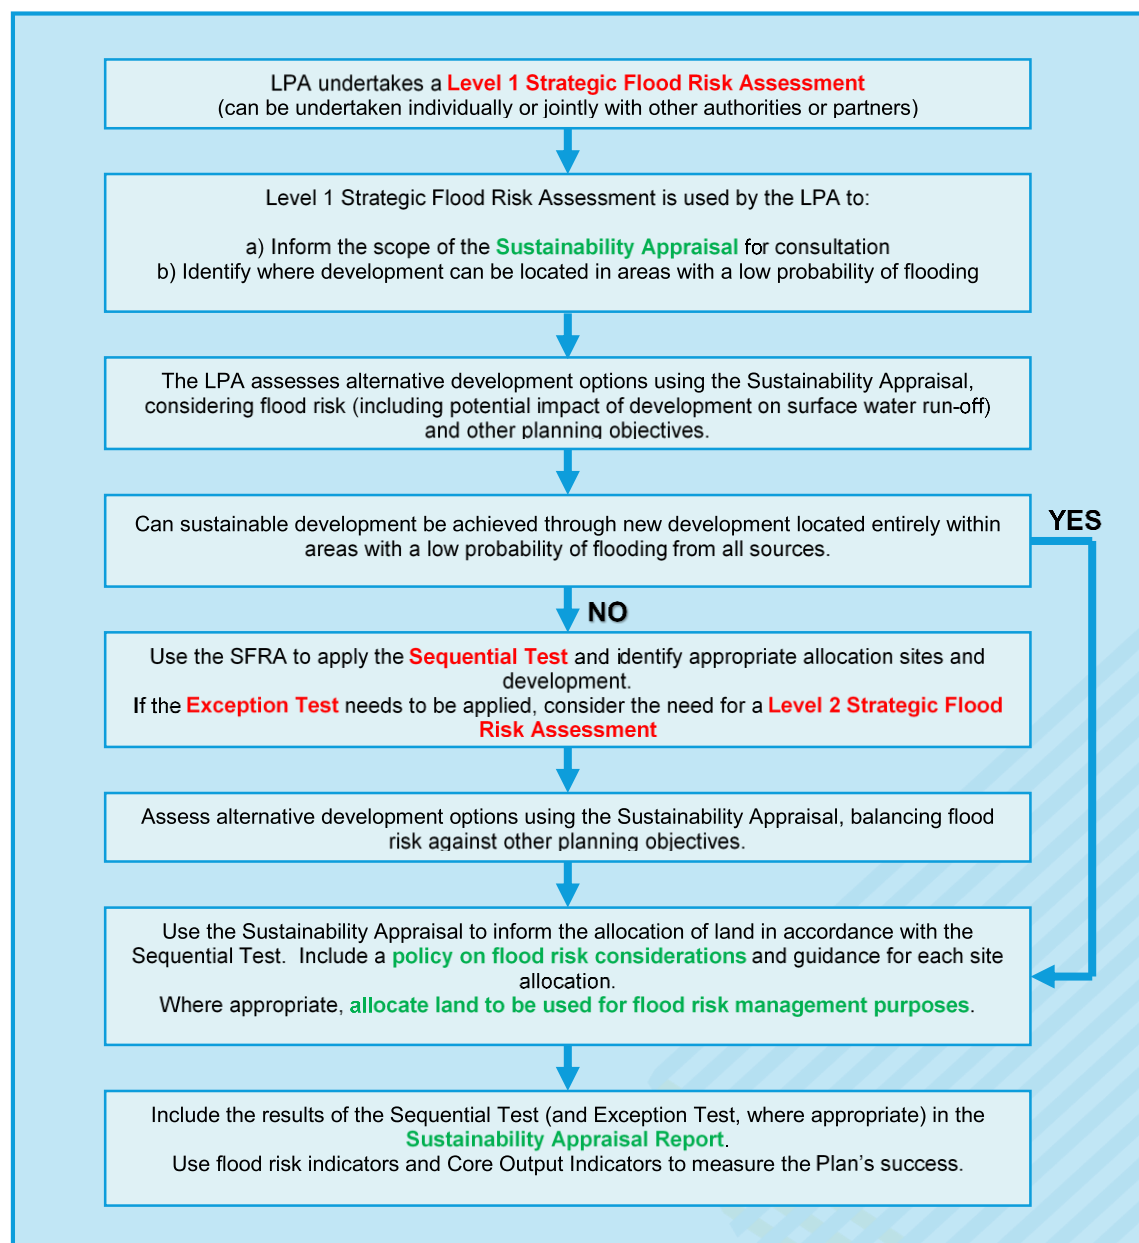 LPA undertakes a Level 1 Strategic Flood Risk Assessment
(can be undertaken individually or jointly with other authorities or partners)
Level 1 Strategic Flood Risk Assessment is used by the LPA to:
a) Inform the scope of the Sustainability Appraisal for consultation
b) Identify where development can be located in areas with a low probability of flooding
The LPA assesses alternative development options using the Sustainability Appraisal,
considering flood risk (including potential impact of development on surface water run-off)
and other planning objectives.
Can sustainable development be achieved through new development located entirely within
areas with a low probability of flooding from all sources.
YES
NO
Use the SFRA to apply the Sequential Test and identify appropriate allocation sites and
development.
If the Exception Test needs to be applied, consider the need for a Level 2 Strategic Flood
Risk Assessment
Assess alternative development options using the Sustainability Appraisal, balancing flood
risk against other planning objectives.
Use the Sustainability Appraisal to inform the allocation of land in accordance with the
Sequential Test. Include a policy on flood risk considerations and guidance for each site
allocation.
Where appropriate, allocate land to be used for flood risk management purposes.
Include the results of the Sequential Test (and Exception Test, where appropriate) in the
Sustainability Appraisal Report.
Use flood risk indicators and Core Output Indicators to measure the Plan's success.